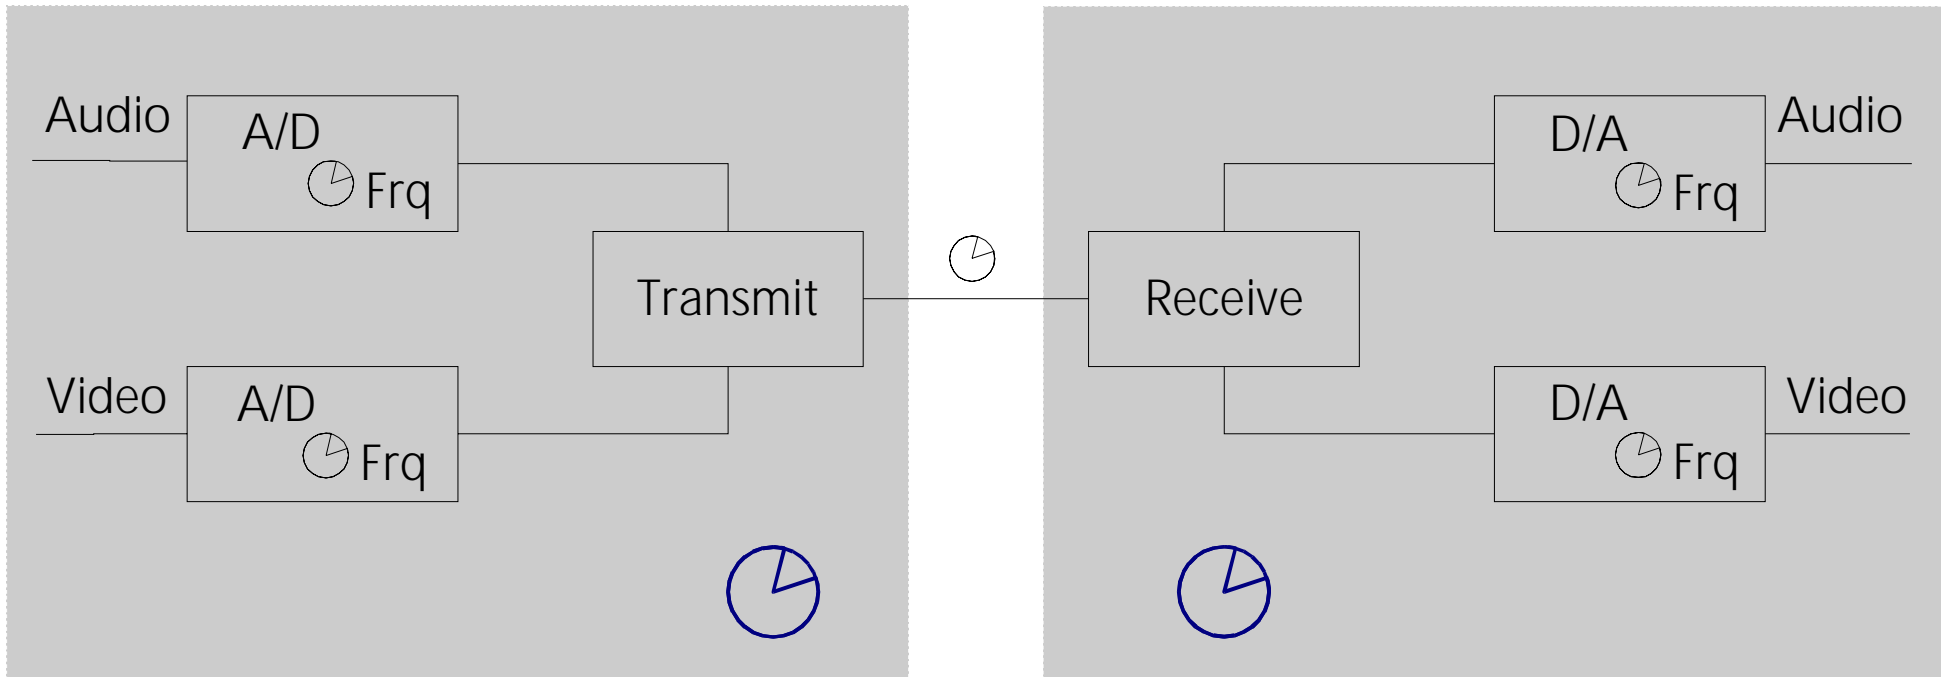 Audio
A/D
Frq
Video
A/D
Frq
Transmit
Receive
D/A
Frq
Audio
D/A
Frq
Video